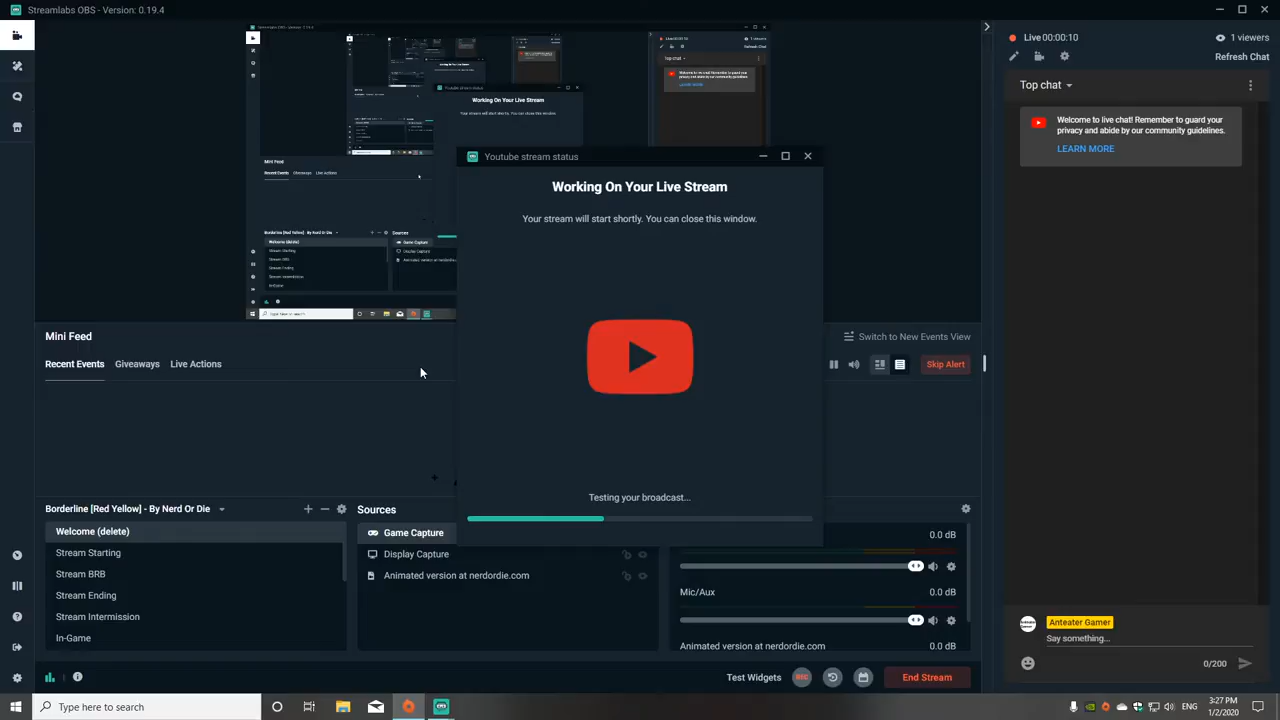 Streamlabs OBS - Version: 0.19.4
Live 00:00:10
1 viewers
Refresh Chat
Top chat
Welcome to live chat! Remember to guard your
privacy and abide by our community guidelines.
LEARN MORE
Youtube stream status
Working On Your Live Stream
Your stream will start shortly. You can close this window.
Testing your broadcast...
Mini Feed
Switch to New Events View
Recent Events
Giveaways
Live Actions
Skip Alert
Borderline [Red Yellow] - By Nerd Or Die
Sources
Welcome (delete)
Stream Starting
Stream BRB
Stream Ending
Stream Intermission
In-Game
Game Capture
Display Capture
Animated version at nerdordie.com
0.0 dB
Mic/Aux
0.0 dB
Animated version at nerdordie.com
0.0 dB
Anteater Gamer
Say something...
0/200
Test Widgets
REC
End Stream
Type here to search
ENG
3:27 PM
1/2/2020